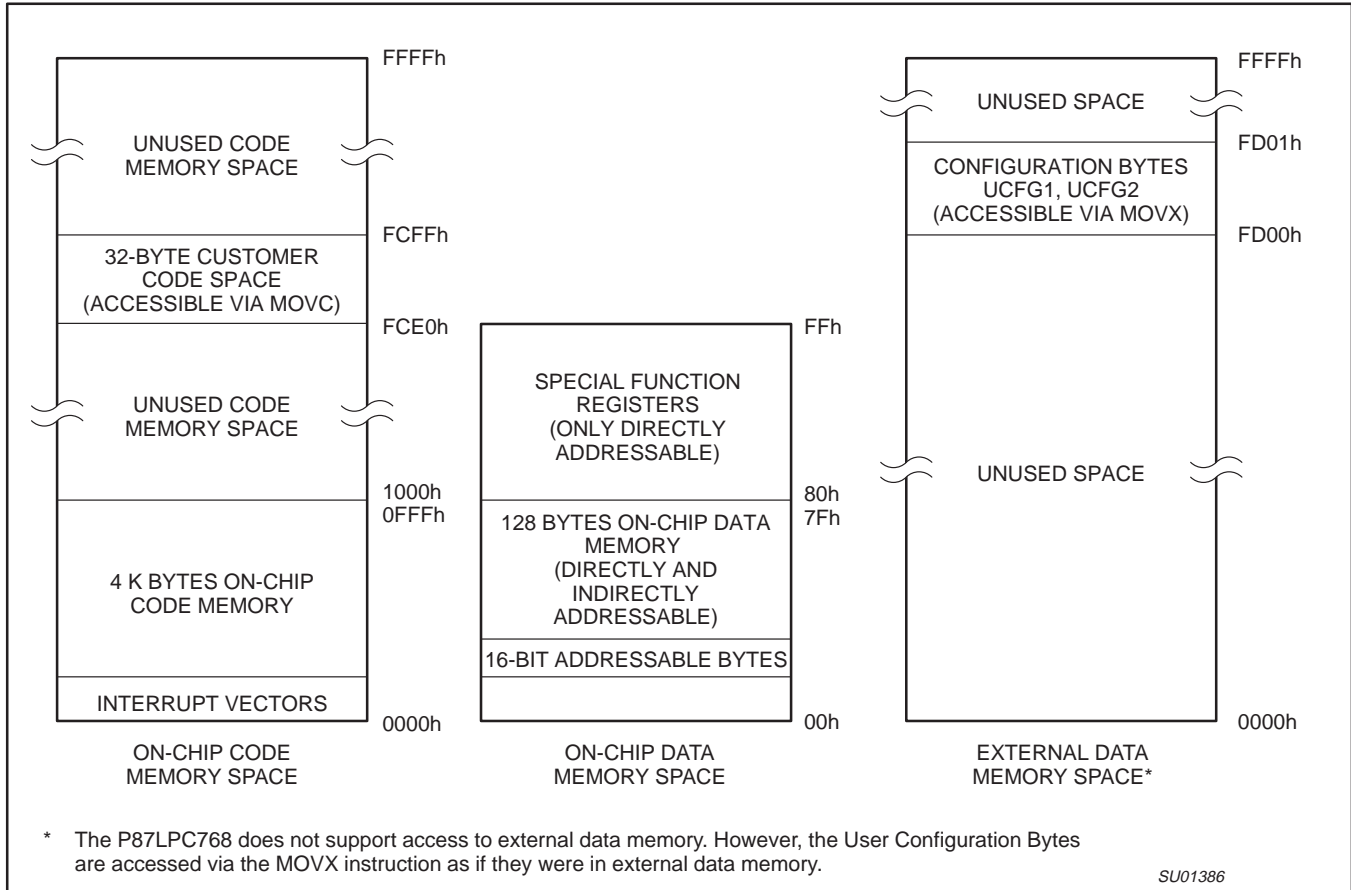 FFFFh
UNUSED CODE
MEMORY SPACE
FCFFh
32-BYTE CUSTOMER
CODE SPACE
(ACCESSIBLE VIA MOVC)
FCE0h
UNUSED CODE
MEMORY SPACE
1000h
0FFFh
4 K BYTES ON-CHIP
CODE MEMORY
INTERRUPT VECTORS
0000h
ON-CHIP CODE
MEMORY SPACE
FFh
SPECIAL FUNCTION
REGISTERS
(ONLY DIRECTLY
ADDRESSABLE)
80h
7Fh
128 BYTES ON-CHIP DATA
MEMORY
(DIRECTLY AND
INDIRECTLY
ADDRESSABLE)
16-BIT ADDRESSABLE BYTES
00h
ON-CHIP DATA
MEMORY SPACE
FFFFh
UNUSED SPACE
FD01h
CONFIGURATION BYTES
UCFG1, UCFG2
(ACCESSIBLE VIA MOVX)
FD00h
UNUSED SPACE
0000h
EXTERNAL DATA
MEMORY SPACE*
* The P87LPC768 does not support access to external data memory. However, the User Configuration Bytes
are accessed via the MOVX instruction as if they were in external data memory.
SU01386